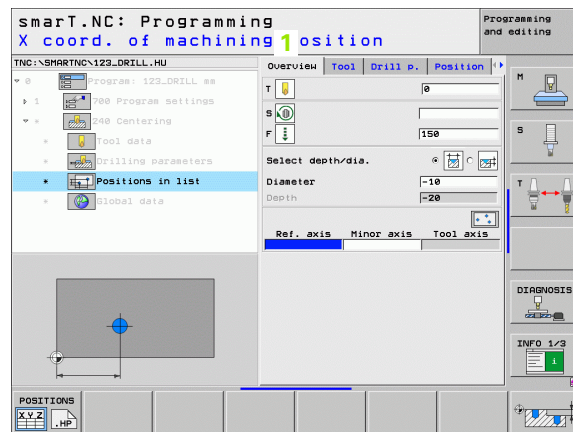 smarT.NC: Programming
X coord. of machining position
1
Programming
and editing
TNC:\SMARTNC\123_DRILL.HU
0 Program: 123_DRILL mm
1 700 Program settings
* 240 Centering
* Tool data
* Drilling parameters
* Positions in list
* Global data
Overview Tool Drill p. Position
T 0
S
F 150
Select depth/dia.
Diameter -10
Depth -20
Ref. axis Minor axis Tool axis
M
S
T
DIAGNOSIS
INFO 1/3
i
POSITIONS
XYZ .HP